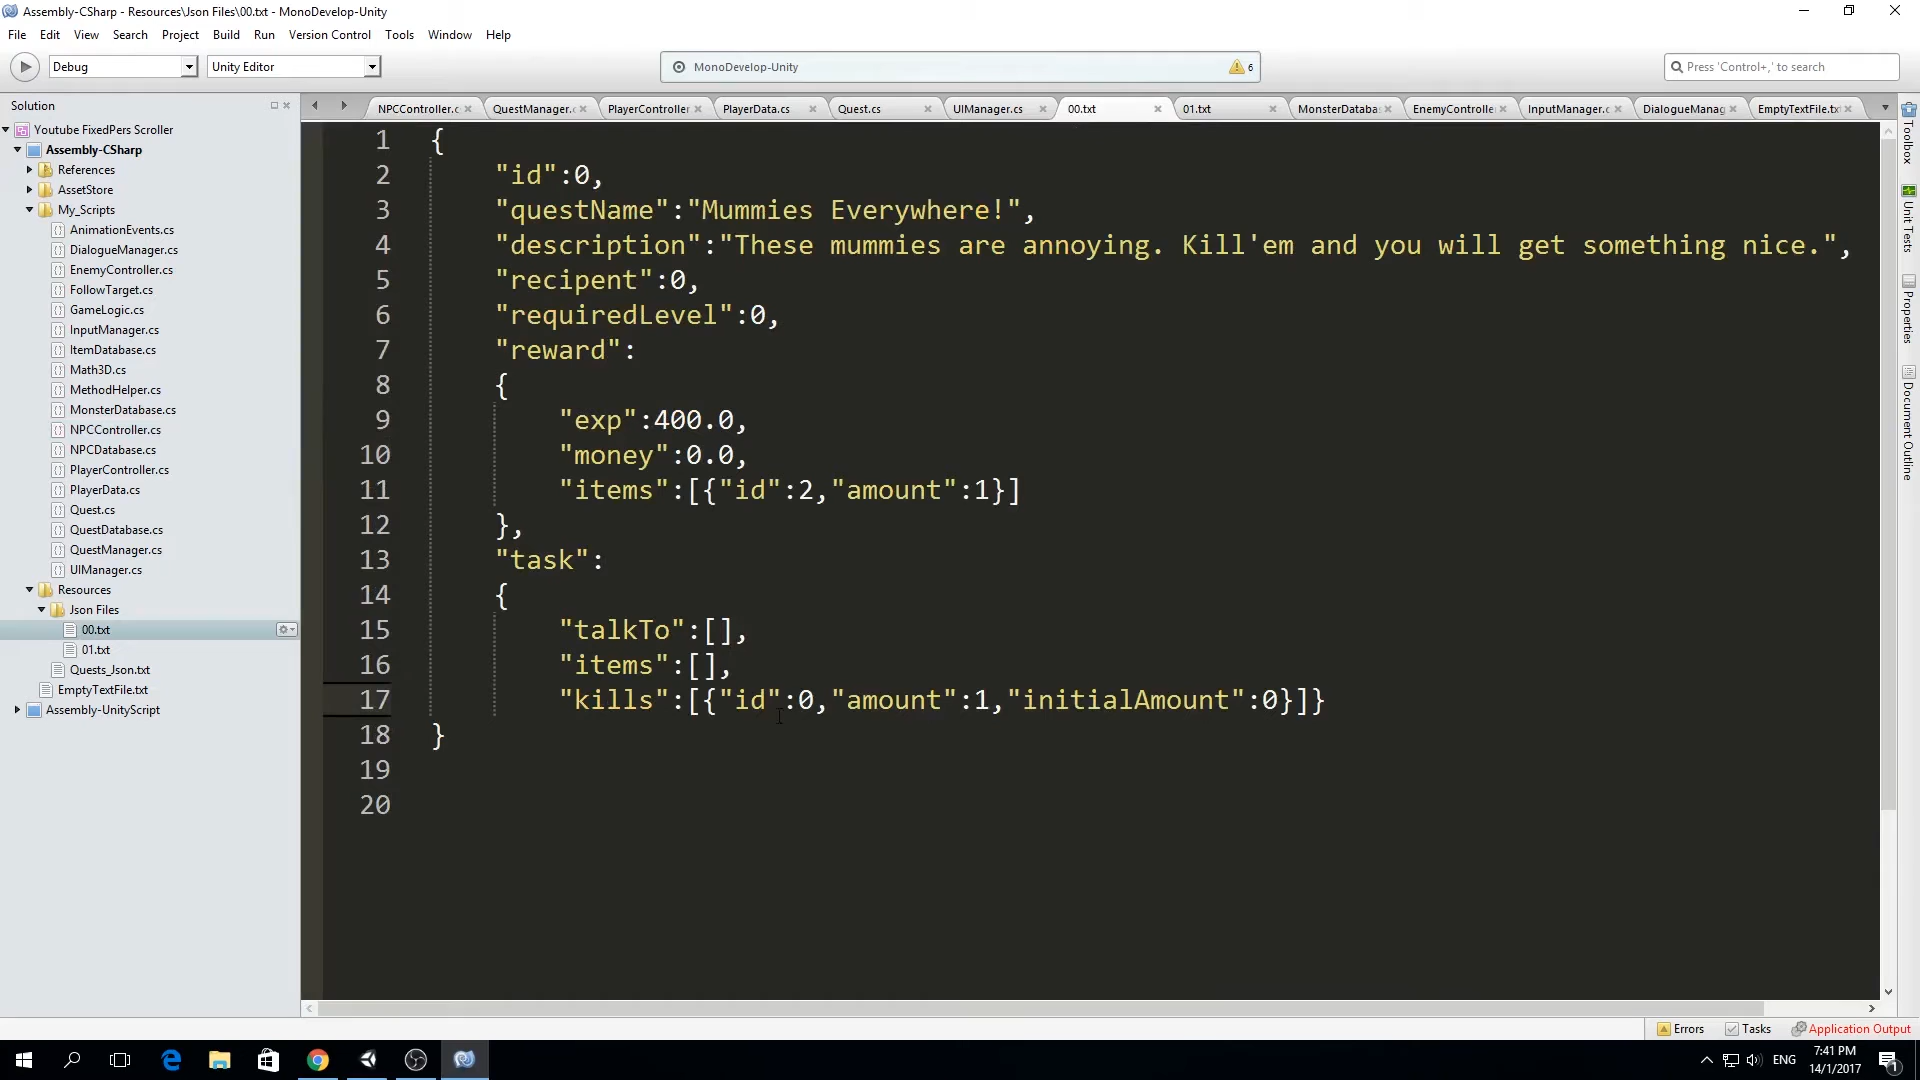 Assembly-CSharp - Resources\Json Files\00.txt - MonoDevelop-Unity
File Edit View Search Project Build Run Version Control Tools Window Help
Debug
Unity Editor
MonoDevelop-Unity
6
Press 'Control+,' to search
Solution
Youtube FixedPers Scroller
Assembly-CSharp
References
AssetStore
My_Scripts
AnimationEvents.cs
DialogueManager.cs
EnemyController.cs
FollowTarget.cs
GameLogic.cs
InputManager.cs
ItemDatabase.cs
Math3D.cs
MethodHelper.cs
MonsterDatabase.cs
NPCController.cs
NPCDatabase.cs
PlayerController.cs
PlayerData.cs
Quest.cs
QuestDatabase.cs
QuestManager.cs
UIManager.cs
Resources
Json Files
00.txt
01.txt
Quests_Json.txt
EmptyTextFile.txt
Assembly-UnityScript
NPCController.c QuestManager.c PlayerController PlayerData.cs Quest.cs UIManager.cs 00.txt 01.txt MonsterDataba: EnemyControlle InputManager.c DialogueManag EmptyTextFile.tx
1 {
2 "id":0,
3 "questName":"Mummies Everywhere!",
4 "description":"These mummies are annoying. Kill'em and you will get something nice.",
5 "recipent":0,
6 "requiredLevel":0,
7 "reward":
8 {
9 "exp":400.0,
10 "money":0.0,
11 "items":[{"id":2,"amount":1}]
12 },
13 "task":
14 {
15 "talkTo":[],
16 "items":[],
17 "kills":[{"id":0,"amount":1,"initialAmount":0}]}
18 }
19
20
Toolbox
Unit Tests
Properties
Document Outline
Errors Tasks Application Output
ENG
7:41 PM
14/1/2017
1